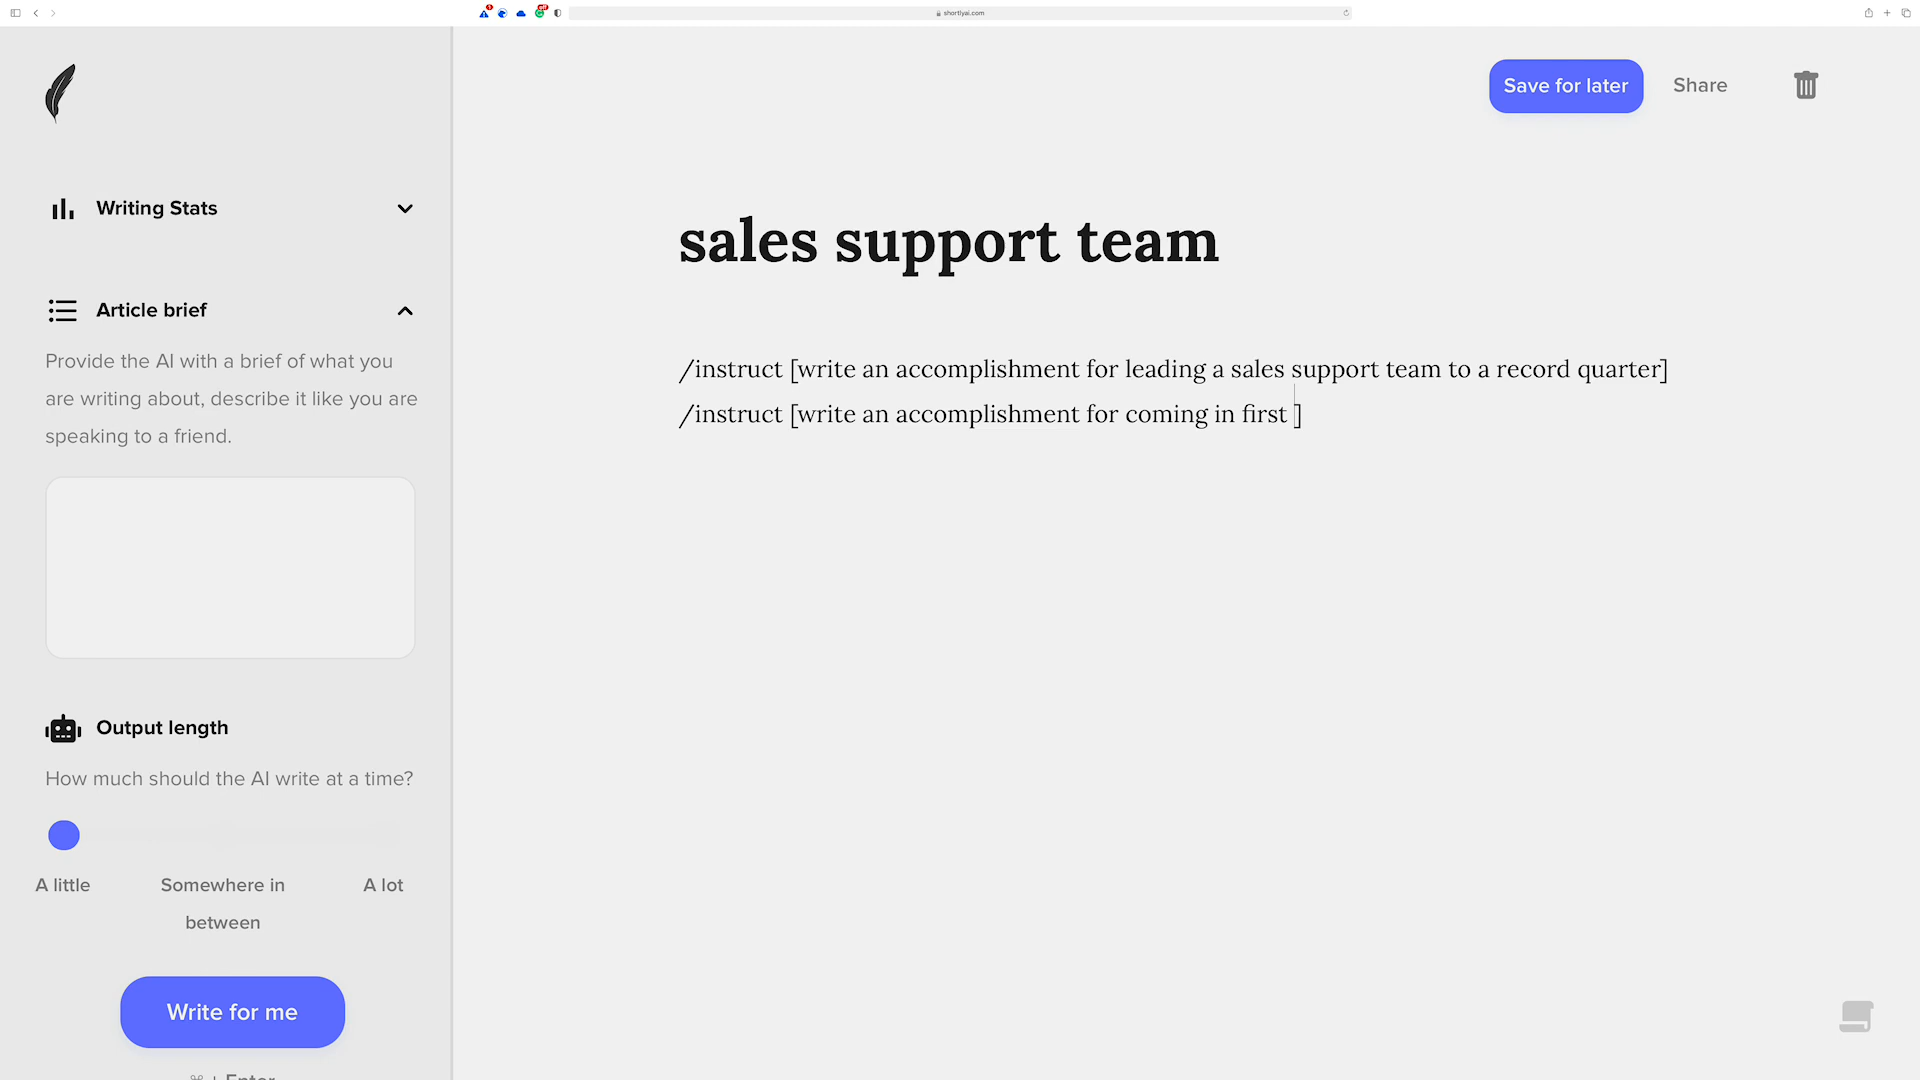 shortlyai.com
Save for later
Share
Writing Stats
Article brief
Provide the AI with a brief of what you
are writing about, describe it like you are
speaking to a friend.
Output length
How much should the AI write at a time?
A little
Somewhere in
between
A lot
Write for me
⌘ + Enter
sales support team
/instruct [write an accomplishment for leading a sales support team to a record quarter]
/instruct [write an accomplishment for coming in first ]